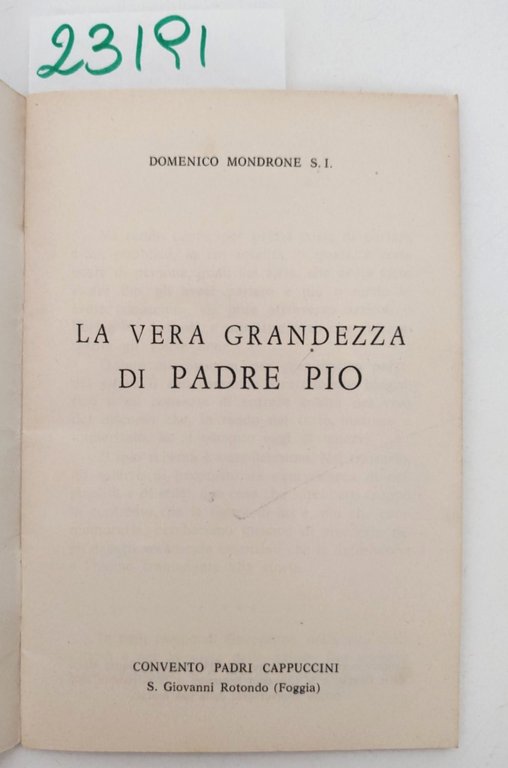 23191
DOMENICO MONDRONE S. I.
LA VERA GRANDEZZA
DI PADRE PIO
CONVENTO PADRI CAPPUCCINI
S. Giovanni Rotondo (Foggia)